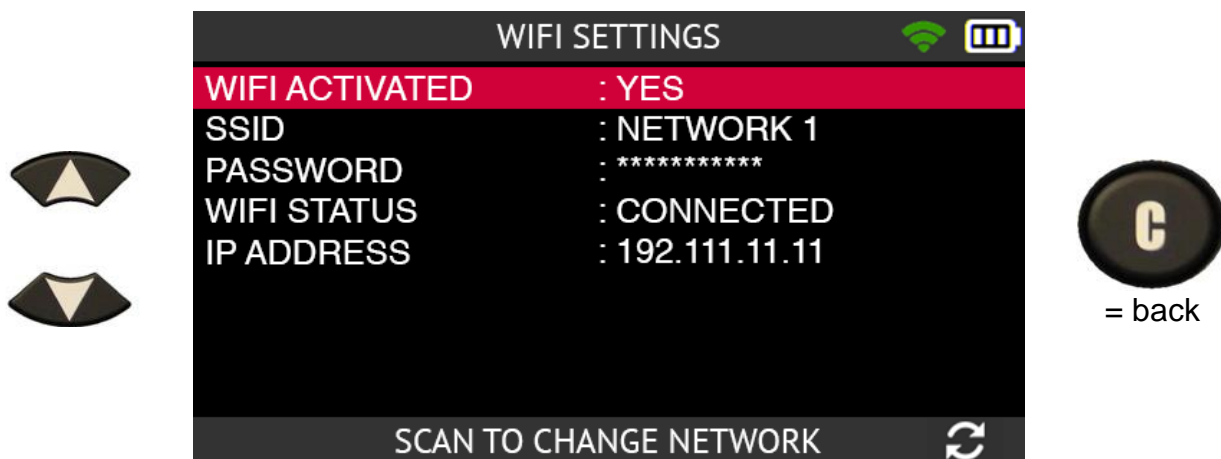 WIFI SETTINGS
WIFI ACTIVATED : YES
SSID : NETWORK 1
PASSWORD : ***********
WIFI STATUS : CONNECTED
IP ADDRESS : 192.111.11.11
C
= back
SCAN TO CHANGE NETWORK